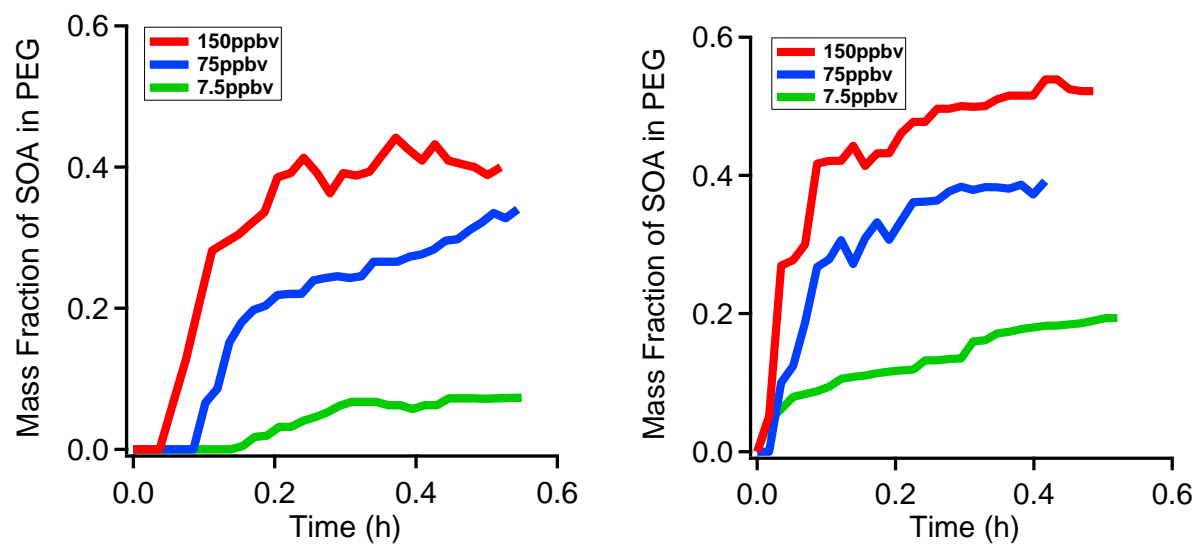 Mass Fraction of SOA in PEG
0.6
0.4
0.2
0.0
150ppbv
75ppbv
7.5ppbv
0.0 0.2 0.4 0.6
Time (h)
Mass Fraction of SOA in PEG
0.6
0.4
0.2
0.0
150ppbv
75ppbv
7.5ppbv
0.0 0.2 0.4 0.6
Time (h)